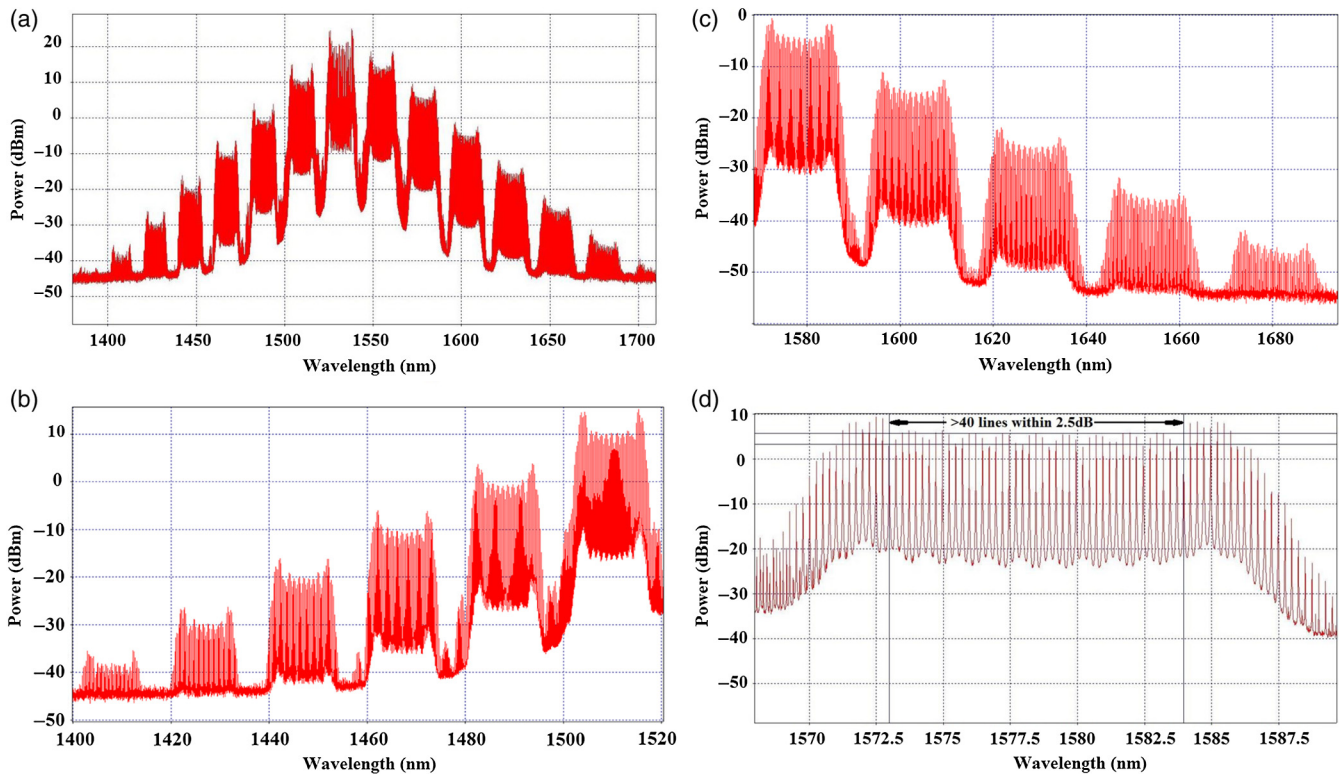 (a)
20
10
0
−10
−20
−30
−40
−50
Power (dBm)
1400 1450 1500 1550 1600 1650 1700
Wavelength (nm)
(b)
10
0
−10
−20
−30
−40
−50
Power (dBm)
1400 1420 1440 1460 1480 1500 1520
Wavelength (nm)
(c)
0
−10
−20
−30
−40
−50
Power (dBm)
1580 1600 1620 1640 1660 1680
Wavelength (nm)
(d)
10
0
−10
−20
−30
−40
−50
Power (dBm)
>40 lines within 2.5dB
1570 1572.5 1575 1577.5 1580 1582.5 1585 1587.5
Wavelength (nm)